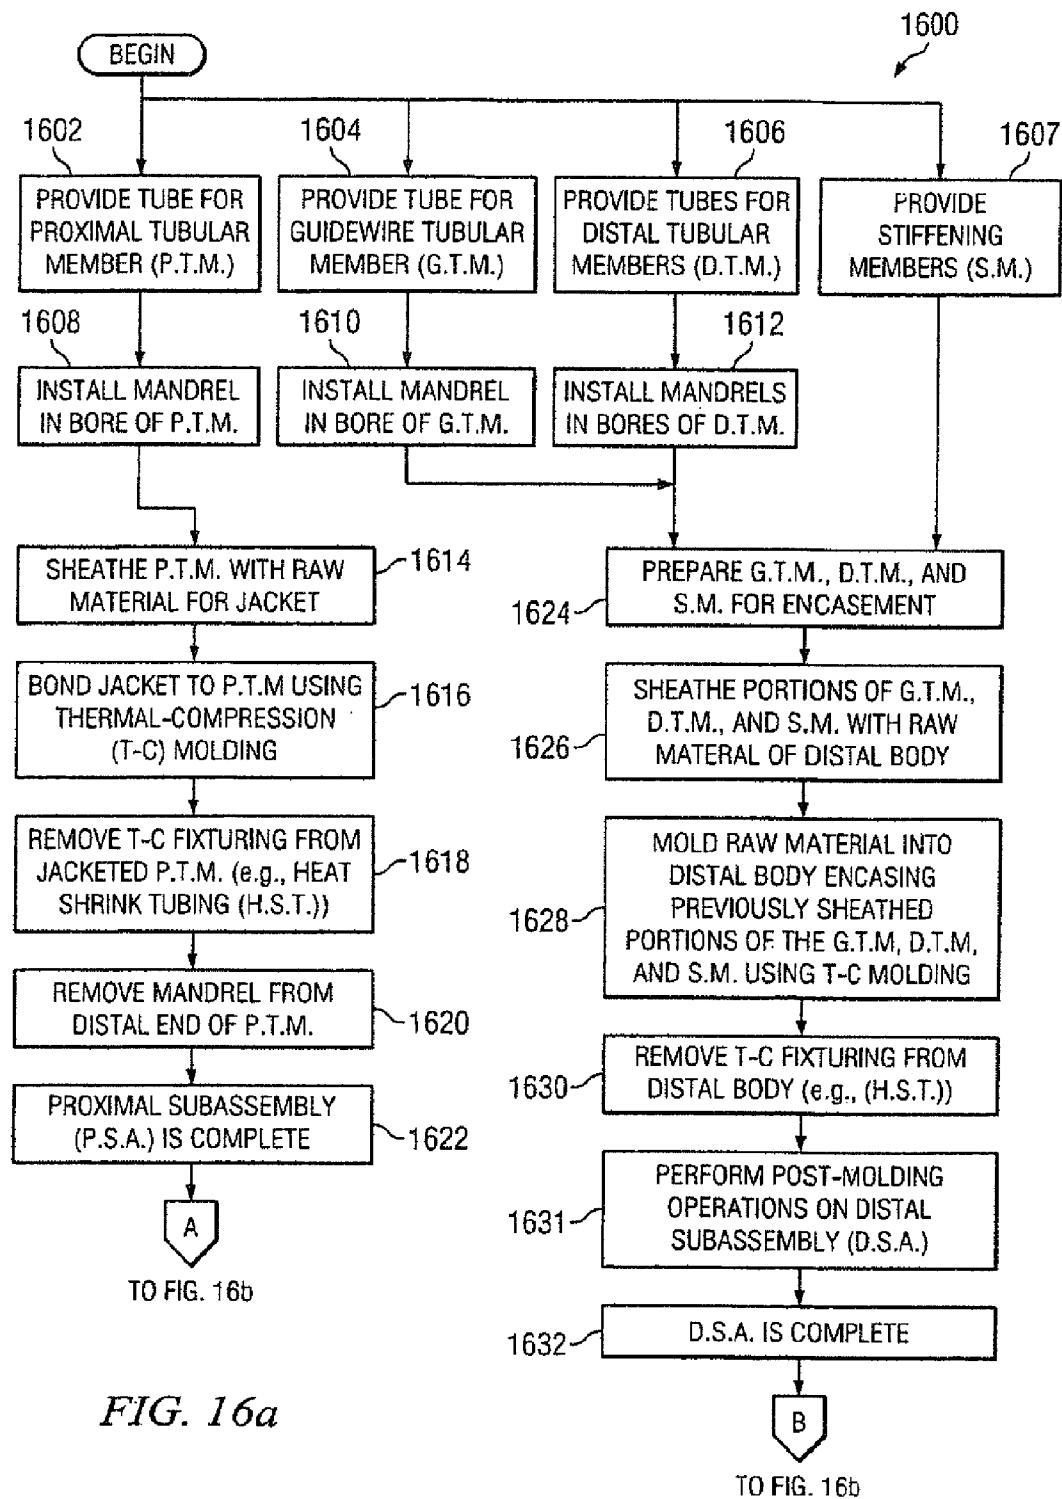 1600
BEGIN
1602
PROVIDE TUBE FOR
PROXIMAL TUBULAR
MEMBER (P.T.M.)
1604
PROVIDE TUBE FOR
GUIDEWIRE TUBULAR
MEMBER (G.T.M.)
1606
PROVIDE TUBES FOR
DISTAL TUBULAR
MEMBERS (D.T.M.)
1607
PROVIDE
STIFFENING
MEMBERS (S.M.)
1608
INSTALL MANDREL
IN BORE OF P.T.M.
1610
INSTALL MANDREL
IN BORE OF G.T.M.
1612
INSTALL MANDRELS
IN BORES OF D.T.M.
SHEATHE P.T.M. WITH RAW
MATERIAL FOR JACKET
1614
BOND JACKET TO P.T.M USING
THERMAL-COMPRESSION
(T-C) MOLDING
1616
REMOVE T-C FIXTURING FROM
JACKETED P.T.M. (e.g., HEAT
SHRINK TUBING (H.S.T.))
1618
REMOVE MANDREL FROM
DISTAL END OF P.T.M.
1620
PROXIMAL SUBASSEMBLY
(P.S.A.) IS COMPLETE
1622
A
TO FIG. 16b
PREPARE G.T.M., D.T.M., AND
S.M. FOR ENCASEMENT
1624
SHEATHE PORTIONS OF G.T.M.,
D.T.M., AND S.M. WITH RAW
MATERAL OF DISTAL BODY
1626
MOLD RAW MATERIAL INTO
DISTAL BODY ENCASING
PREVIOUSLY SHEATHED
PORTIONS OF THE G.T.M, D.T.M,
AND S.M. USING T-C MOLDING
1628
REMOVE T-C FIXTURING FROM
DISTAL BODY (e.g., (H.S.T.))
1630
PERFORM POST-MOLDING
OPERATIONS ON DISTAL
SUBASSEMBLY (D.S.A.)
1631
D.S.A. IS COMPLETE
1632
B
TO FIG. 16b
FIG. 16a